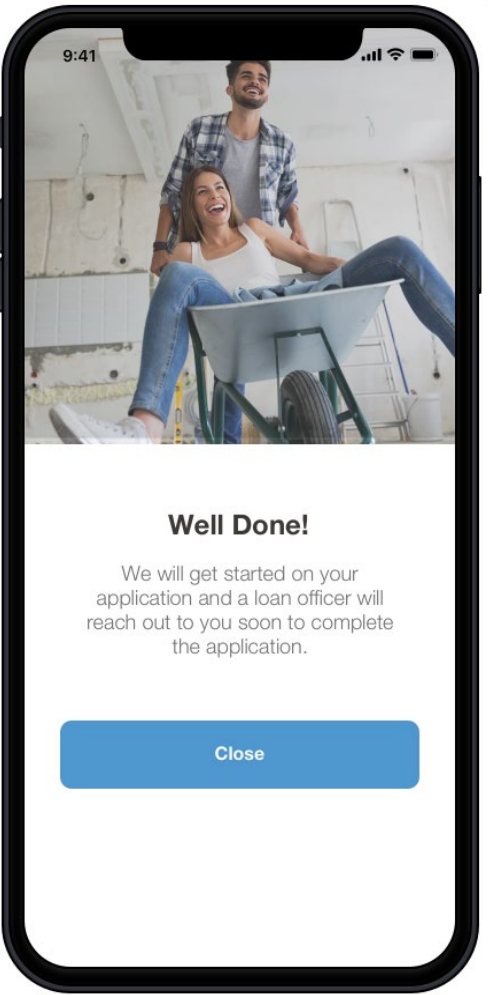 9:41
Well Done!
We will get started on your
application and a loan officer will
reach out to you soon to complete
the application.
Close